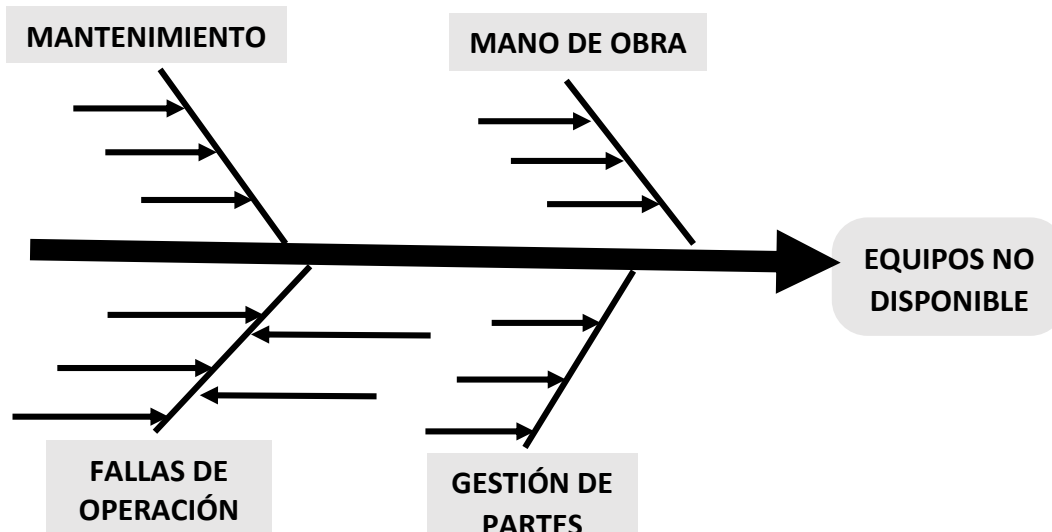 MANTENIMIENTO
MANO DE OBRA
EQUIPOS NO
DISPONIBLE
FALLAS DE
OPERACIÓN
GESTIÓN DE
PARTES